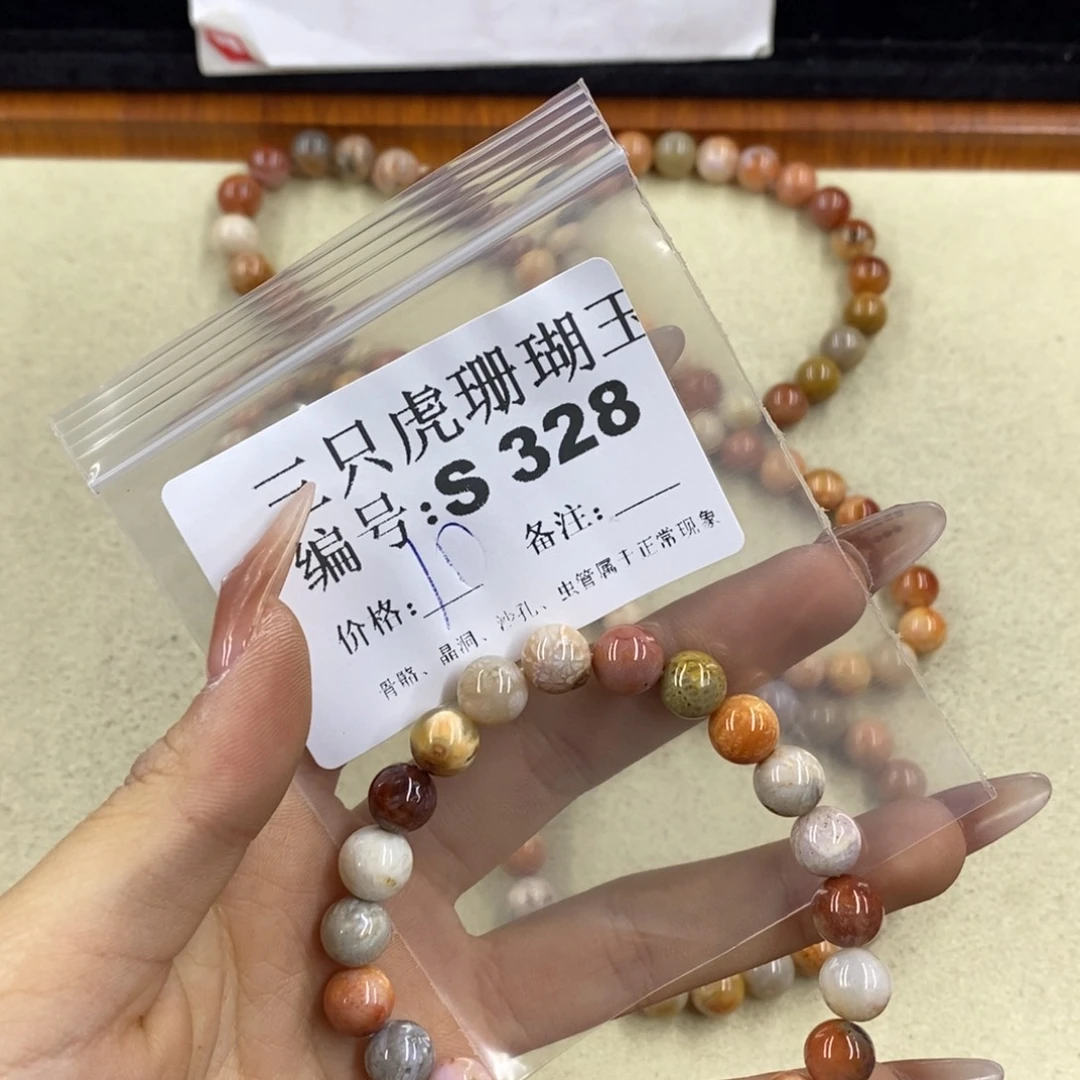 三只虎珊瑚玉
编号:S 328
价格:10 备注:
骨骼、晶洞、沙孔、虫管属于正常现象